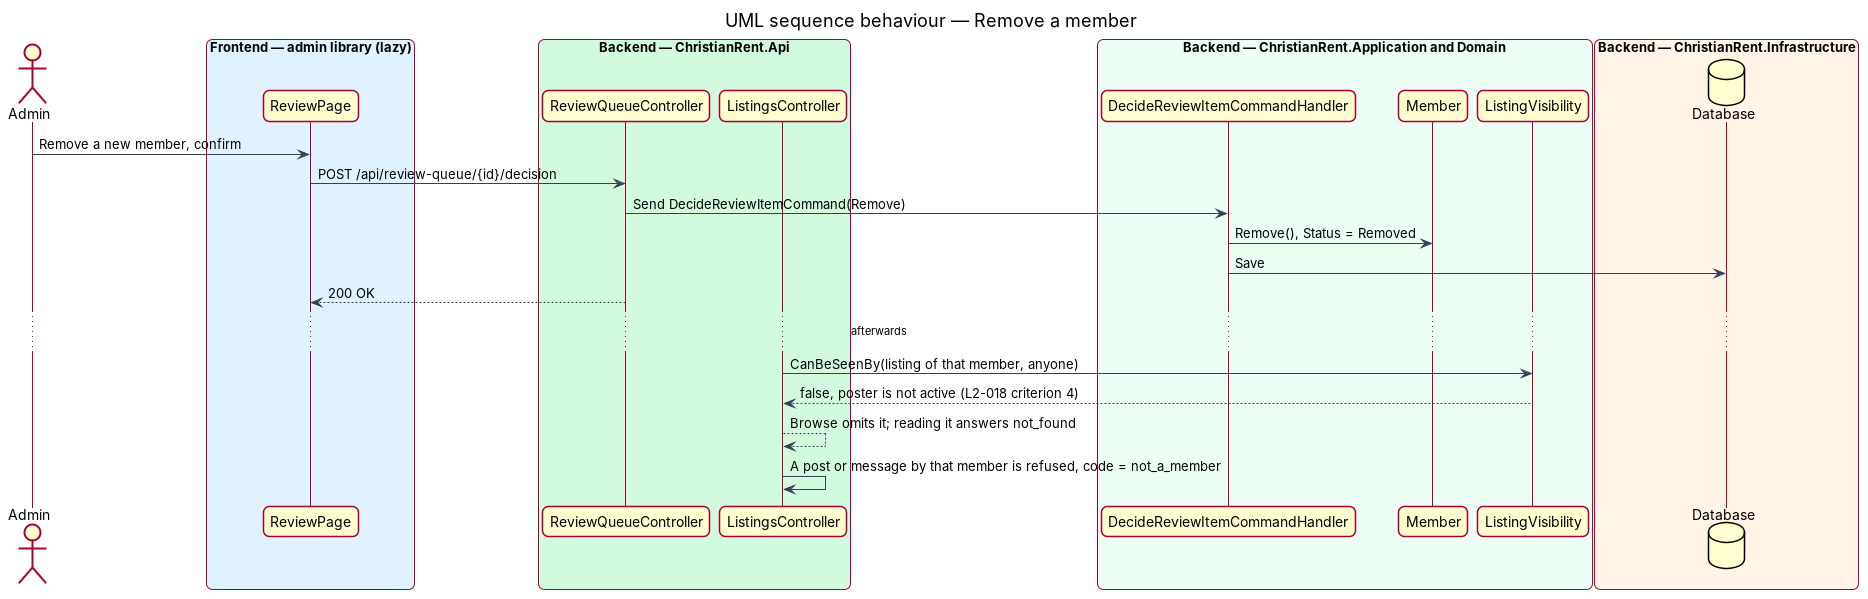 UML sequence behaviour — Remove a member
Frontend — admin library (lazy)
Backend — ChristianRent.Api
Backend — ChristianRent.Application and Domain
Backend — ChristianRent.Infrastructure
Admin
ReviewPage
ReviewQueueController
ListingsController
DecideReviewItemCommandHandler
Member
ListingVisibility
Database
Remove a new member, confirm
POST /api/review-queue/{id}/decision
Send DecideReviewItemCommand(Remove)
Remove(), Status = Removed
Save
200 OK
afterwards
CanBeSeenBy(listing of that member, anyone)
false, poster is not active (L2-018 criterion 4)
Browse omits it; reading it answers not_found
A post or message by that member is refused, code = not_a_member
Admin
ReviewPage
ReviewQueueController
ListingsController
DecideReviewItemCommandHandler
Member
ListingVisibility
Database